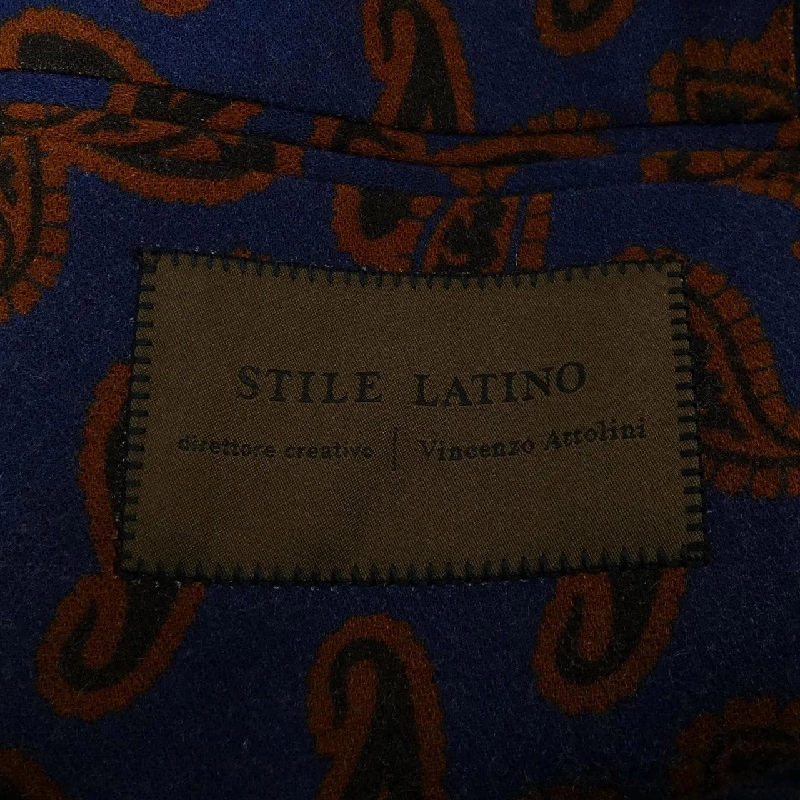 STILE LATINO
direttore creativo | Vincenzo Attolini